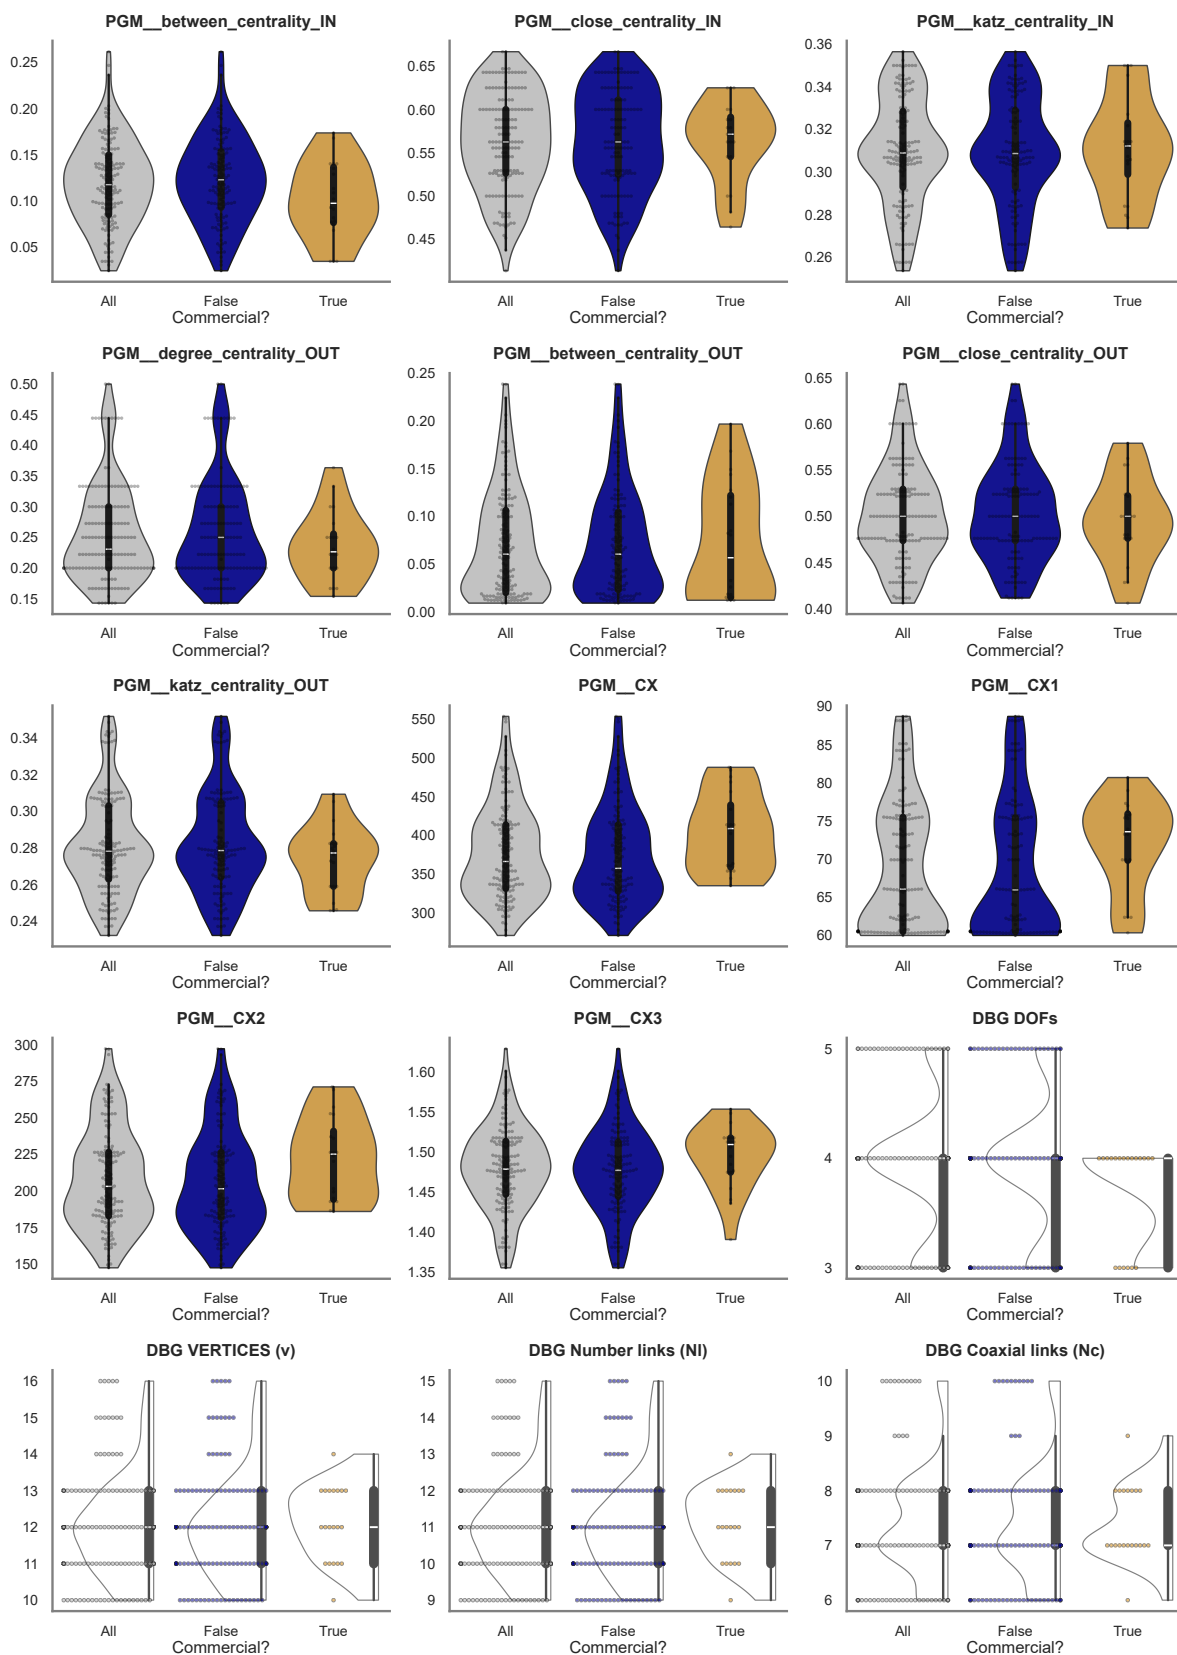 PGM__between_centrality_IN PGM__close_centrality_IN PGM__katz_centrality_IN
0.25 0.20 0.15 0.10 0.05
0.65 0.60 0.55 0.50 0.45
0.36 0.34 0.32 0.30 0.28 0.26
All False True All False True All False True
Commercial? Commercial? Commercial?
PGM__degree_centrality_OUT PGM__between_centrality_OUT PGM__close_centrality_OUT
0.50 0.45 0.40 0.35 0.30 0.25 0.20 0.15
0.25 0.20 0.15 0.10 0.05 0.00
0.65 0.60 0.55 0.50 0.45 0.40
All False True All False True All False True
Commercial? Commercial? Commercial?
PGM__katz_centrality_OUT PGM__CX PGM__CX1
0.34 0.32 0.30 0.28 0.26 0.24
550 500 450 400 350 300
90 85 80 75 70 65 60
All False True All False True All False True
Commercial? Commercial? Commercial?
PGM__CX2 PGM__CX3 DBG DOFs
300 275 250 225 200 175 150
1.60 1.55 1.50 1.45 1.40 1.35
5 4 3
All False True All False True All False True
Commercial? Commercial? Commercial?
DBG VERTICES (v) DBG Number links (Nl) DBG Coaxial links (Nc)
16 15 14 13 12 11 10
15 14 13 12 11 10 9
10 9 8 7 6
All False True All False True All False True
Commercial? Commercial? Commercial?